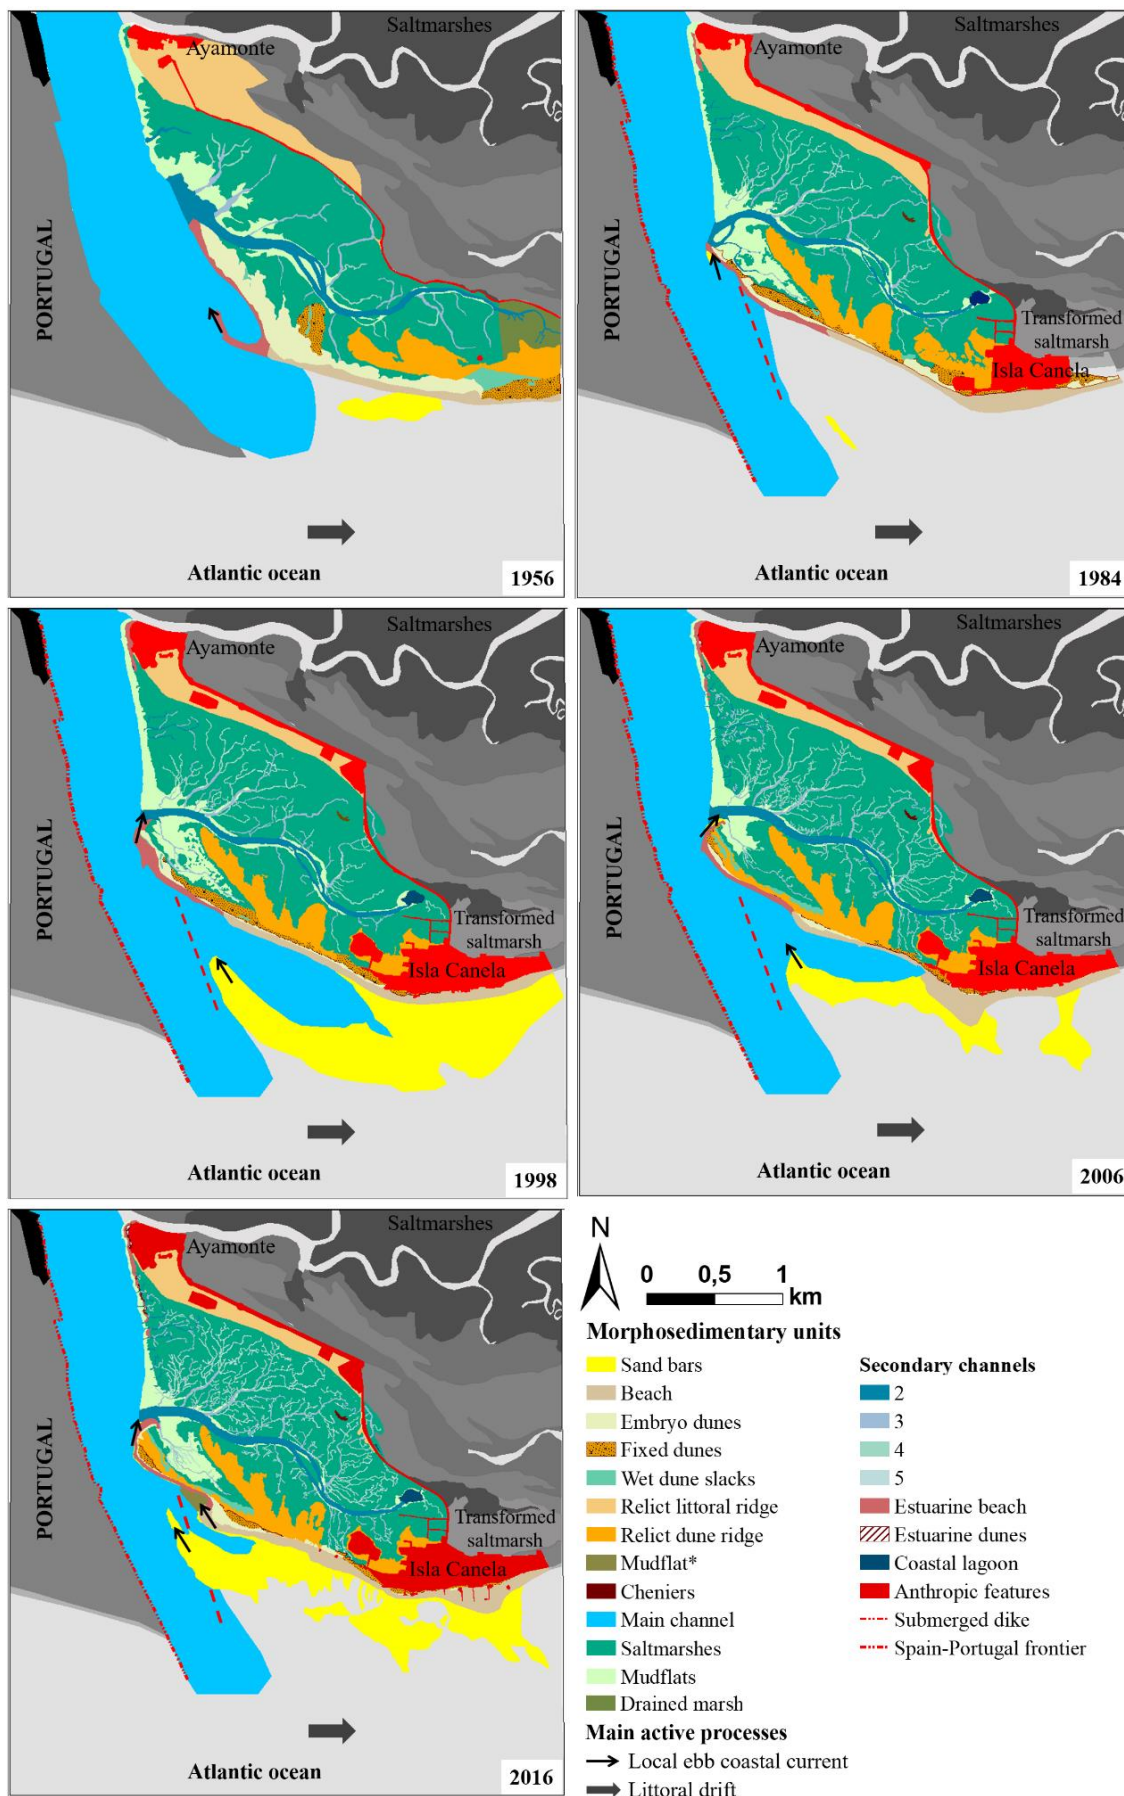 Saltmarshes
Ayamonte
PORTUGAL
Atlantic ocean
1956
Saltmarshes
Ayamonte
PORTUGAL
Transformed
saltmarsh
Isla Canela
Atlantic ocean
1984
Saltmarshes
Ayamonte
PORTUGAL
Transformed
saltmarsh
Isla Canela
Atlantic ocean
1998
Saltmarshes
Ayamonte
PORTUGAL
Transformed
saltmarsh
Isla Canela
Atlantic ocean
2006
Saltmarshes
Ayamonte
PORTUGAL
Transformed
saltmarsh
Isla Canela
Atlantic ocean
2016
N
0 0,5 1
km
Morphosedimentary units
Sand bars
Beach
Embryo dunes
Fixed dunes
Wet dune slacks
Relict littoral ridge
Relict dune ridge
Mudflat*
Cheniers
Main channel
Saltmarshes
Mudflats
Drained marsh
Secondary channels
2
3
4
5
Estuarine beach
Estuarine dunes
Coastal lagoon
Anthropic features
Submerged dike
Spain-Portugal frontier
Main active processes
Local ebb coastal current
Littoral drift